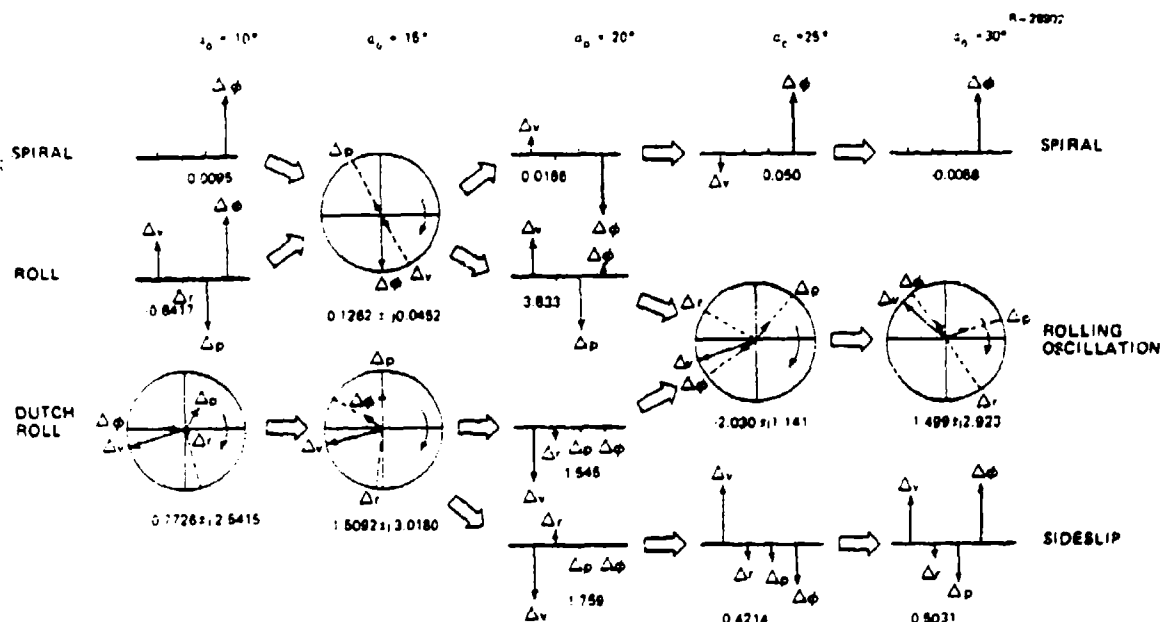 R-28902
α₀ = 10° α₀ = 15° α₀ = 20° α₀ = 25° α₀ = 30°
SPIRAL
Δφ
0.0095
Δp
Δφ Δv
0.1262 ± j0.0452
Δv
Δφ
0.0186
Δφ
Δv
0.050
Δφ
-0.0068
SPIRAL
ROLL
Δv Δφ
Δr
Δp
-0.8417
Δv Δφ
Δp
3.833
Δr Δp
Δv
Δφ
-2.030 ± j1.141
Δφ
Δv Δp
Δr
1.499 ± j2.923
ROLLING
OSCILLATION
DUTCH
ROLL
Δp
Δφ
Δv Δr
0.7726 ± j2.5415
Δp
Δφ
Δv
Δr
1.5092 ± j3.0180
Δr Δp Δφ
Δv
1.546
Δr
Δp Δφ
Δv
1.759
Δv
Δr Δp
Δφ
0.4214
Δv Δφ
Δr
Δp
0.5031
SIDESLIP